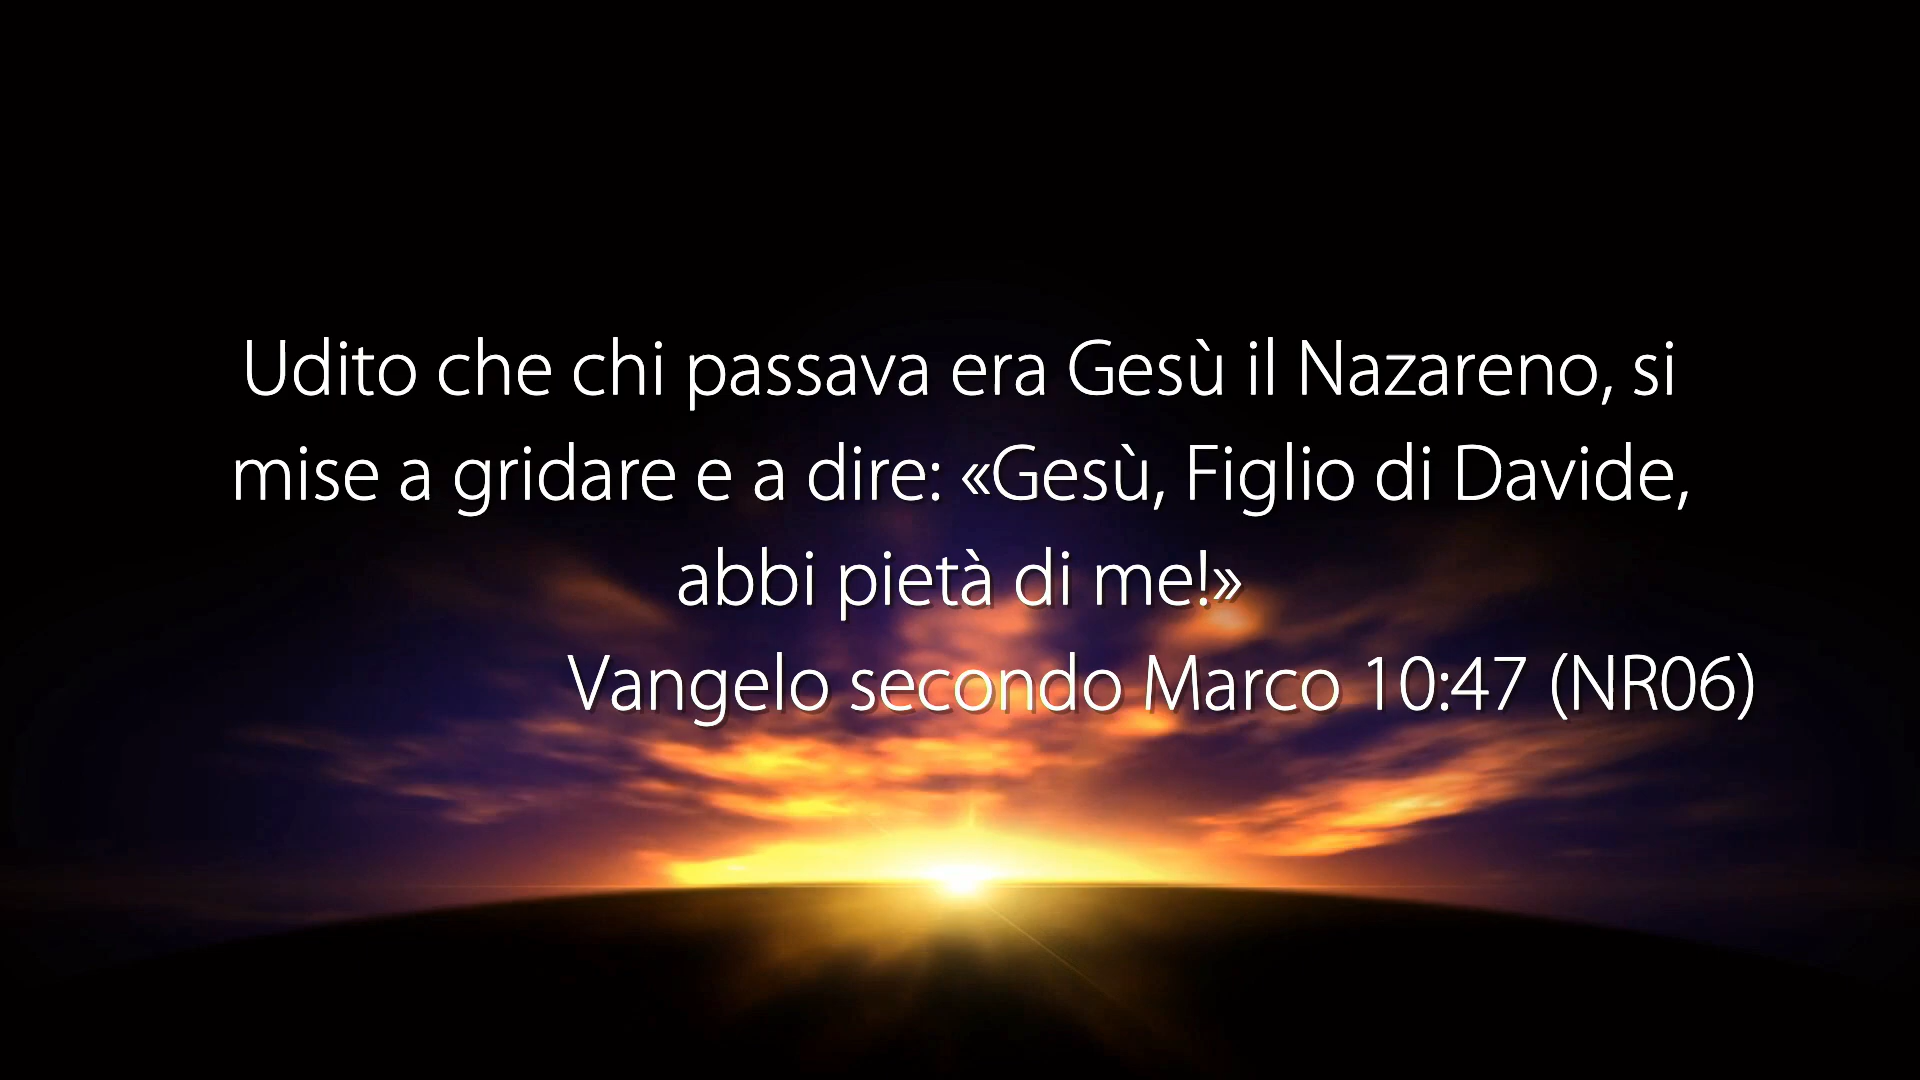 Udito che chi passava era Gesù il Nazareno, si
mise a gridare e a dire: «Gesù, Figlio di Davide,
abbi pietà di me!»
Vangelo secondo Marco 10:47 (NR06)